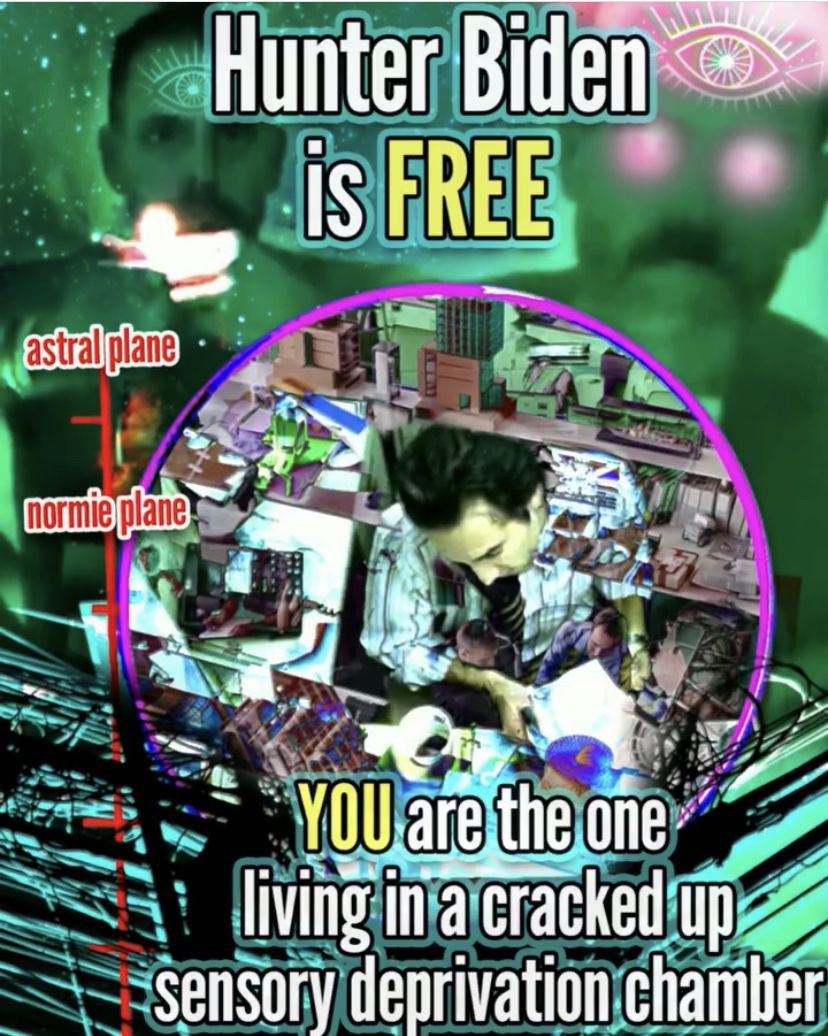 Hunter Biden
is FREE
astral plane
normie plane
YOU are the one
living in a cracked up
sensory deprivation chamber